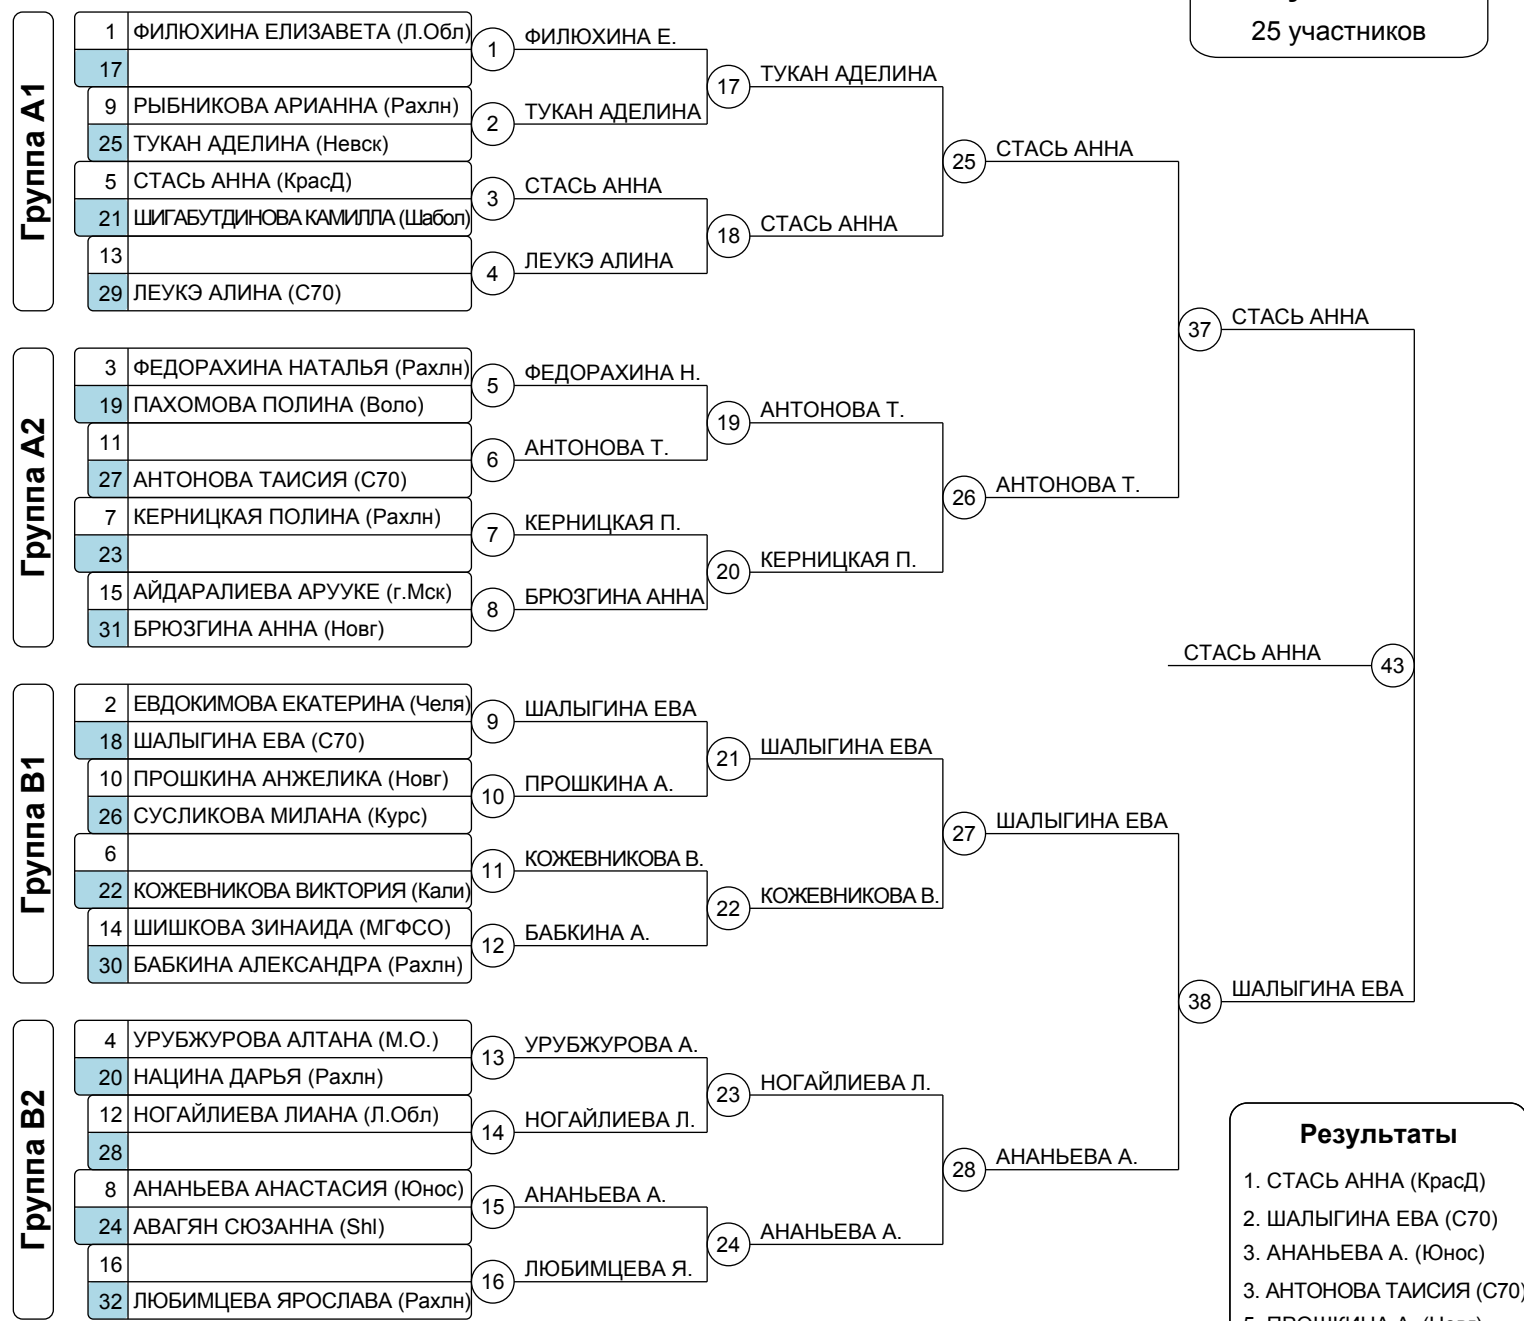 25 участников
Группа A1
1 ФИЛЮХИНА ЕЛИЗАВЕТА (Л.Обл)
17
9 РЫБНИКОВА АРИАННА (Рахлн)
25 ТУКАН АДЕЛИНА (Невск)
5 СТАСЬ АННА (КрасД)
21 ШИГАБУТДИНОВА КАМИЛЛА (Шабол)
13
29 ЛЕУКЭ АЛИНА (С70)
1 ФИЛЮХИНА Е.
2 ТУКАН АДЕЛИНА
3 СТАСЬ АННА
4 ЛЕУКЭ АЛИНА
17 ТУКАН АДЕЛИНА
18 СТАСЬ АННА
25 СТАСЬ АННА
Группа A2
3 ФЕДОРАХИНА НАТАЛЬЯ (Рахлн)
19 ПАХОМОВА ПОЛИНА (Воло)
11
27 АНТОНОВА ТАИСИЯ (С70)
7 КЕРНИЦКАЯ ПОЛИНА (Рахлн)
23
15 АЙДАРАЛИЕВА АРУУКЕ (г.Мск)
31 БРЮЗГИНА АННА (Новг)
5 ФЕДОРАХИНА Н.
6 АНТОНОВА Т.
7 КЕРНИЦКАЯ П.
8 БРЮЗГИНА АННА
19 АНТОНОВА Т.
20 КЕРНИЦКАЯ П.
26 АНТОНОВА Т.
37 СТАСЬ АННА
СТАСЬ АННА 43
Группа B1
2 ЕВДОКИМОВА ЕКАТЕРИНА (Челя)
18 ШАЛЫГИНА ЕВА (С70)
10 ПРОШКИНА АНЖЕЛИКА (Новг)
26 СУСЛИКОВА МИЛАНА (Курс)
6
22 КОЖЕВНИКОВА ВИКТОРИЯ (Кали)
14 ШИШКОВА ЗИНАИДА (МГФСО)
30 БАБКИНА АЛЕКСАНДРА (Рахлн)
9 ШАЛЫГИНА ЕВА
10 ПРОШКИНА А.
11 КОЖЕВНИКОВА В.
12 БАБКИНА А.
21 ШАЛЫГИНА ЕВА
22 КОЖЕВНИКОВА В.
27 ШАЛЫГИНА ЕВА
Группа B2
4 УРУБЖУРОВА АЛТАНА (М.О.)
20 НАЦИНА ДАРЬЯ (Рахлн)
12 НОГАЙЛИЕВА ЛИАНА (Л.Обл)
28
8 АНАНЬЕВА АНАСТАСИЯ (Юнос)
24 АВАГЯН СЮЗАННА (Shl)
16
32 ЛЮБИМЦЕВА ЯРОСЛАВА (Рахлн)
13 УРУБЖУРОВА А.
14 НОГАЙЛИЕВА Л.
15 АНАНЬЕВА А.
16 ЛЮБИМЦЕВА Я.
23 НОГАЙЛИЕВА Л.
24 АНАНЬЕВА А.
28 АНАНЬЕВА А.
38 ШАЛЫГИНА ЕВА
Результаты
1. СТАСЬ АННА (КрасД)
2. ШАЛЫГИНА ЕВА (С70)
3. АНАНЬЕВА А. (Юнос)
3. АНТОНОВА ТАИСИЯ (С70)
5. ПРОШКИНА А. (Новг)